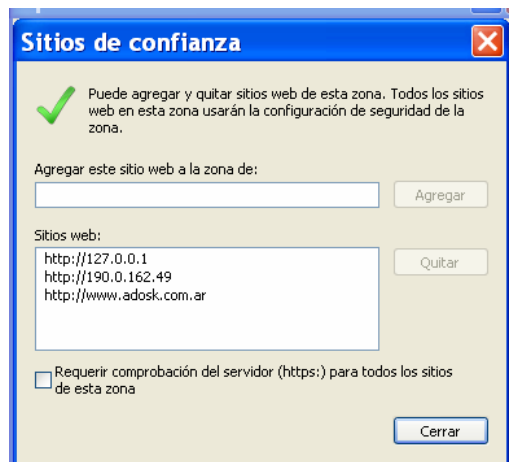 Sitios de confianza
Puede agregar y quitar sitios web de esta zona. Todos los sitios
web en esta zona usarán la configuración de seguridad de la
zona.
Agregar este sitio web a la zona de:
Agregar
Sitios web:
http://127.0.0.1
http://190.0.162.49
http://www.adosk.com.ar
Quitar
Requerir comprobación del servidor (https:) para todos los sitios
de esta zona
Cerrar